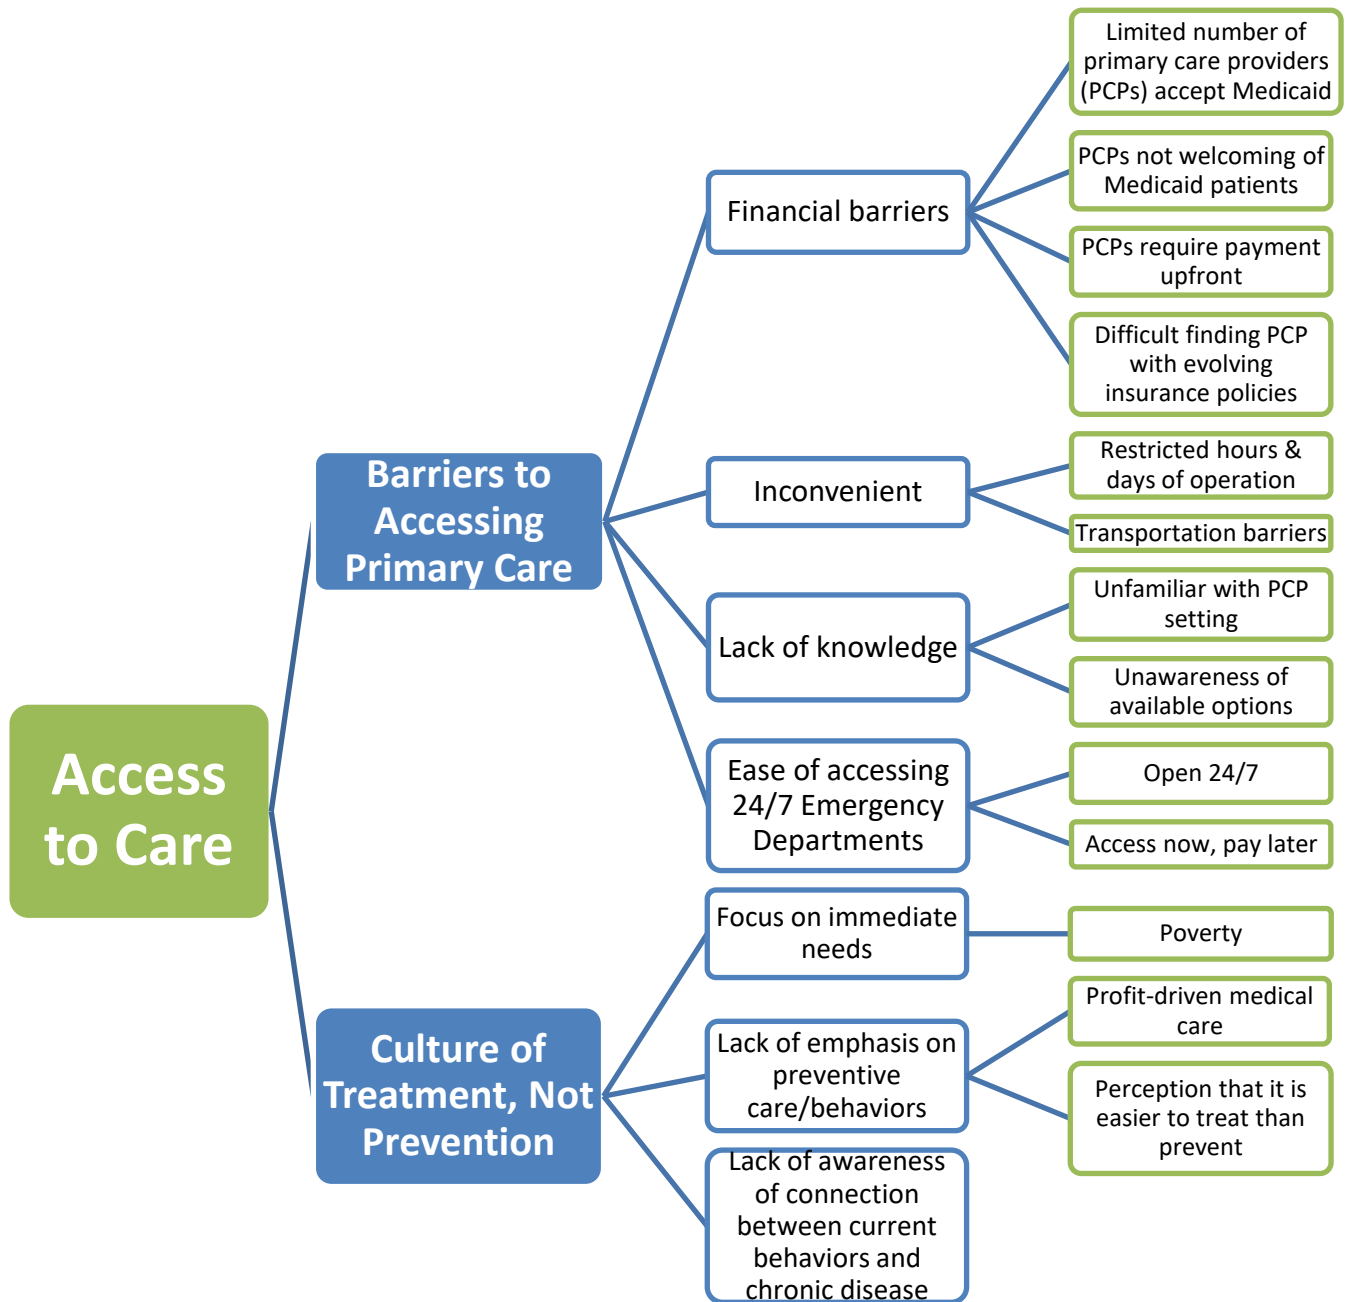 Access
to Care
Barriers to
Accessing
Primary Care
Financial barriers
Limited number of
primary care providers
(PCPs) accept Medicaid
PCPs not welcoming of
Medicaid patients
PCPs require payment
upfront
Difficult finding PCP
with evolving
insurance policies
Inconvenient
Restricted hours &
days of operation
Transportation barriers
Lack of knowledge
Unfamiliar with PCP
setting
Unawareness of
available options
Ease of accessing
24/7 Emergency
Departments
Open 24/7
Access now, pay later
Culture of
Treatment, Not
Prevention
Focus on immediate
needs
Poverty
Lack of emphasis on
preventive
care/behaviors
Profit-driven medical
care
Perception that it is
easier to treat than
prevent
Lack of awareness
of connection
between current
behaviors and
chronic disease